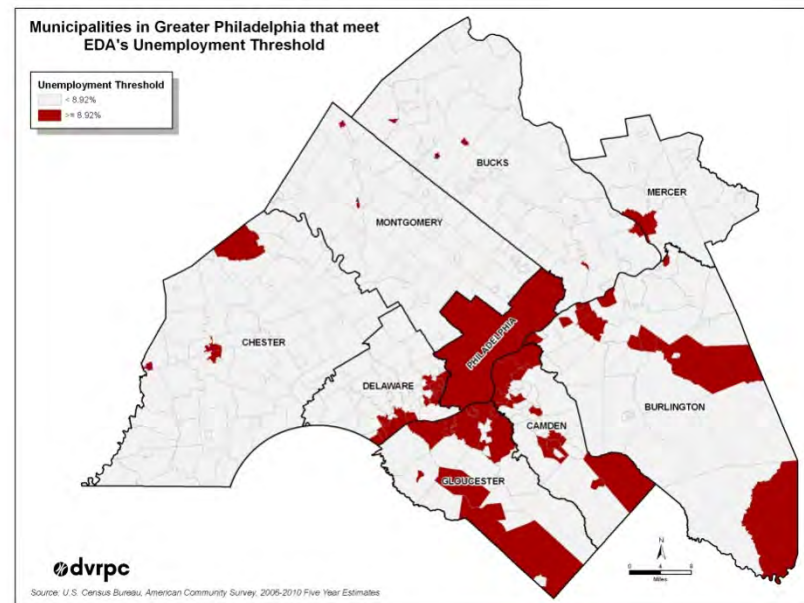 Municipalities in Greater Philadelphia that meet
EDA's Unemployment Threshold
Unemployment Threshold
< 8.92%
>= 8.92%
BUCKS
MERCER
MONTGOMERY
PHILADELPHIA
CHESTER
DELAWARE
BURLINGTON
CAMDEN
GLOUCESTER
N
0 4 8
Miles
dvrpc
Source: U.S. Census Bureau, American Community Survey, 2006-2010 Five Year Estimates